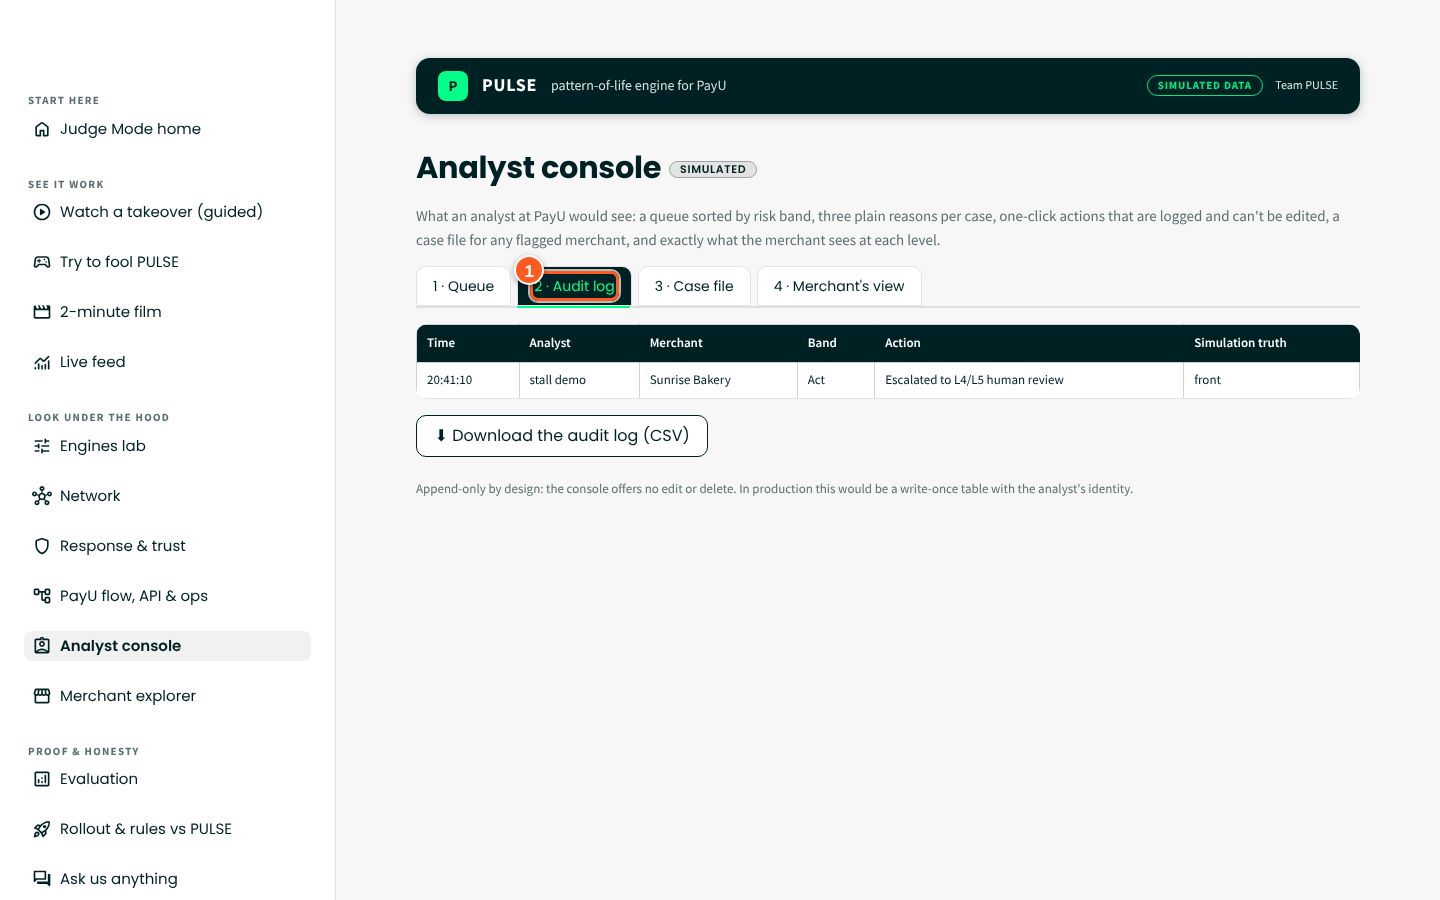 START HERE
Judge Mode home
SEE IT WORK
Watch a takeover (guided)
Try to fool PULSE
2-minute film
Live feed
LOOK UNDER THE HOOD
Engines lab
Network
Response & trust
PayU flow, API & ops
Analyst console
Merchant explorer
PROOF & HONESTY
Evaluation
Rollout & rules vs PULSE
Ask us anything
P PULSE pattern-of-life engine for PayU SIMULATED DATA Team PULSE
Analyst console SIMULATED
What an analyst at PayU would see: a queue sorted by risk band, three plain reasons per case, one-click actions that are logged and can't be edited, a
case file for any flagged merchant, and exactly what the merchant sees at each level.
1
1 · Queue 2 · Audit log 3 · Case file 4 · Merchant's view
Time Analyst Merchant Band Action Simulation truth
20:41:10 stall demo Sunrise Bakery Act Escalated to L4/L5 human review front
⬇ Download the audit log (CSV)
Append-only by design: the console offers no edit or delete. In production this would be a write-once table with the analyst's identity.